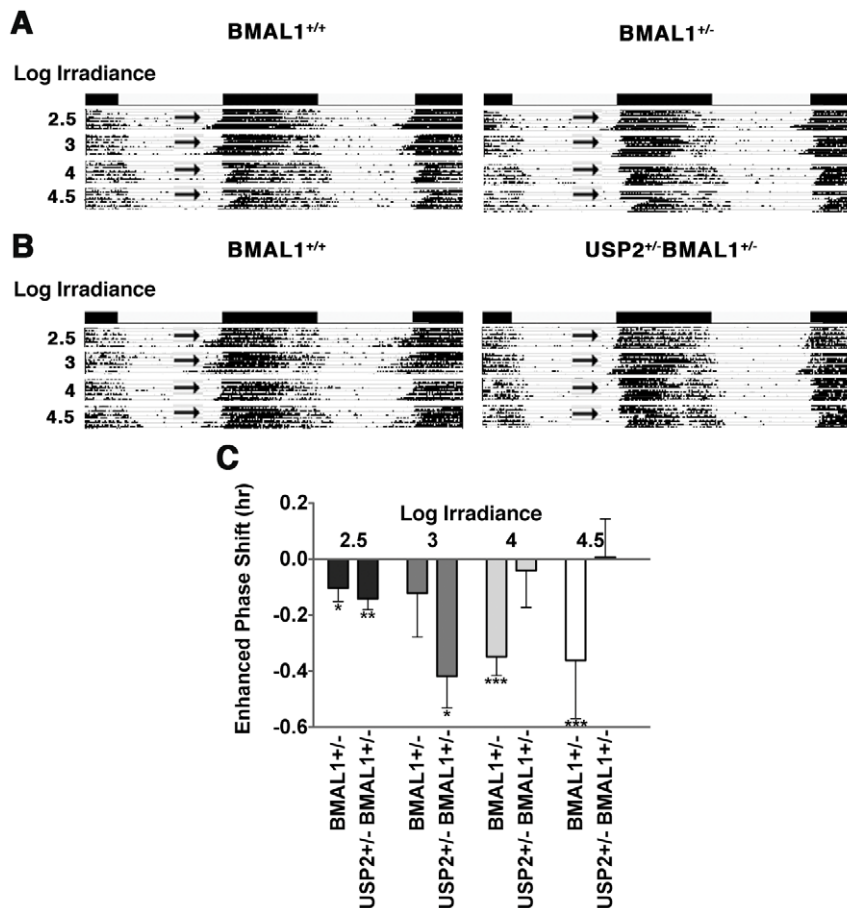 A
BMAL1+/+
BMAL1+/-
Log Irradiance
2.5
3
4
4.5
B
BMAL1+/+
USP2+/-BMAL1+/-
Log Irradiance
2.5
3
4
4.5
C
Enhanced Phase Shift (hr)
0.2
0.0
-0.2
-0.4
-0.6
Log Irradiance
2.5 3 4 4.5
* ** * *** ***
BMAL1+/-
USP2+/- BMAL1+/-
BMAL1+/-
USP2+/- BMAL1+/-
BMAL1+/-
USP2+/- BMAL1+/-
BMAL1+/-
USP2+/- BMAL1+/-